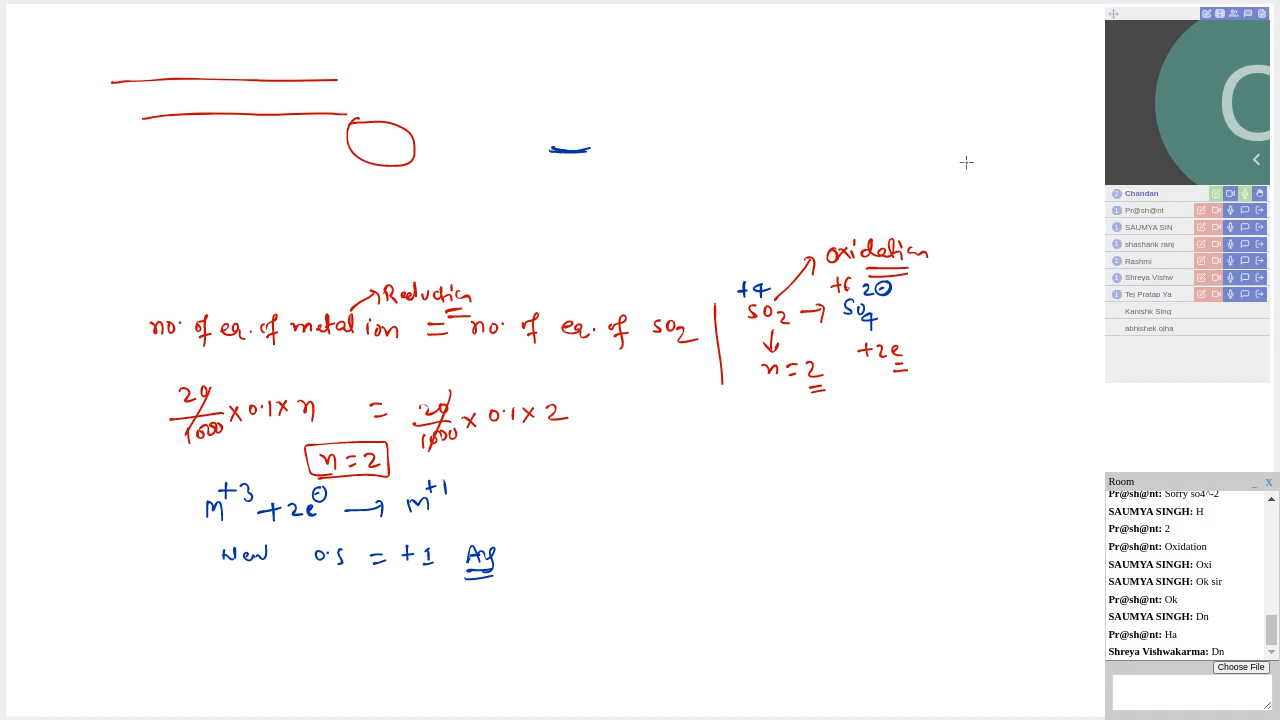 Reduction
no. of eq. of metal ion = no. of eq. of SO2
20/1000 × 0.1 × n = 20/1000 × 0.1 × 2
n = 2
m+3 + 2e⊖ → m+1
New O.S = +1 Ans
oxidation
+4 +6 2⊖
SO2 → SO4
↓ +2e
n = 2
C
Chandan
Pr@sh@nt
SAUMYA SIN
shashank ranj
Rashmi
Shreya Vishw
Tej Pratap Ya
Kanishk Sing
abhishek ojha
Room _ X
Pr@sh@nt: Sorry so4^-2
SAUMYA SINGH: H
Pr@sh@nt: 2
Pr@sh@nt: Oxidation
SAUMYA SINGH: Oxi
SAUMYA SINGH: Ok sir
Pr@sh@nt: Ok
SAUMYA SINGH: Dn
Pr@sh@nt: Ha
Shreya Vishwakarma: Dn
Choose File